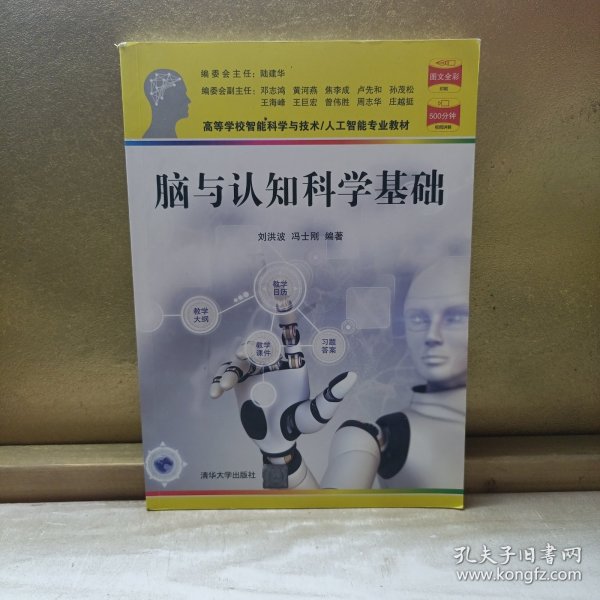 编委会主任：陆建华
编委会副主任：邓志鸿 黄河燕 焦李成 卢先和 孙茂松
王海峰 王巨宏 曾伟胜 周志华 庄越挺
图文全彩
印刷
500分钟
视频讲解
高等学校智能科学与技术/人工智能专业教材
脑与认知科学基础
刘洪波 冯士刚 编著
教学
日历
教学
大纲
教学
课件
习题
答案
清华大学出版社
孔夫子旧书网
www.kongfz.com